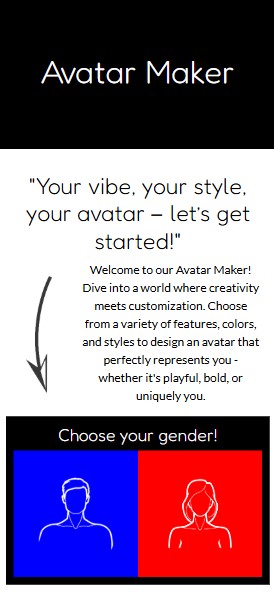 Avatar Maker
"Your vibe, your style,
your avatar – let's get
started!"
Welcome to our Avatar Maker!
Dive into a world where creativity
meets customization. Choose
from a variety of features, colors,
and styles to design an avatar that
perfectly represents you -
whether it's playful, bold, or
uniquely you.
Choose your gender!